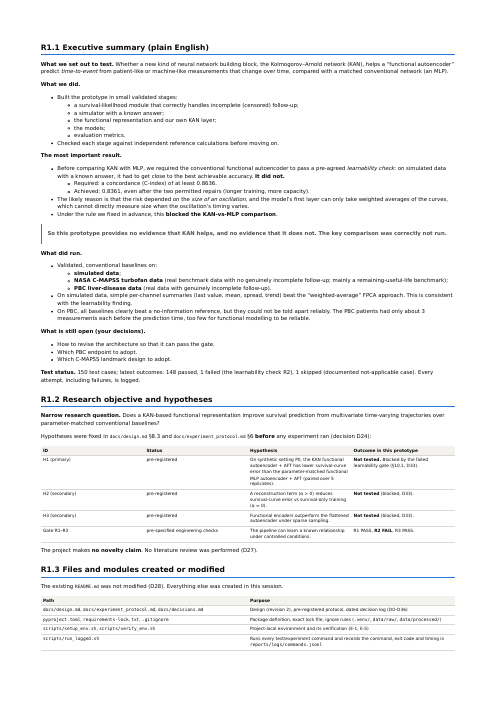 R1.1 Executive summary (plain English)
What we set out to test. Whether a new kind of neural network building block, the Kolmogorov–Arnold network (KAN), helps a "functional autoencoder"
predict time-to-event from patient-like or machine-like measurements that change over time, compared with a matched conventional network (an MLP).
What we did.
Built the prototype in small validated stages:
a survival-likelihood module that correctly handles incomplete (censored) follow-up;
a simulator with a known answer;
the functional representation and our own KAN layer;
the models;
evaluation metrics.
Checked each stage against independent reference calculations before moving on.
The most important result.
Before comparing KAN with MLP, we required the conventional functional autoencoder to pass a pre-agreed learnability check: on simulated data
with a known answer, it had to get close to the best achievable accuracy. It did not.
Required: a concordance (C-index) of at least 0.8636.
Achieved: 0.8361, even after the two permitted repairs (longer training, more capacity).
The likely reason is that the risk depended on the size of an oscillation, and the model's first layer can only take weighted averages of the curves,
which cannot directly measure size when the oscillation's timing varies.
Under the rule we fixed in advance, this blocked the KAN-vs-MLP comparison.
So this prototype provides no evidence that KAN helps, and no evidence that it does not. The key comparison was correctly not run.
What did run.
Validated, conventional baselines on:
simulated data;
NASA C-MAPSS turbofan data (real benchmark data with no genuinely incomplete follow-up; mainly a remaining-useful-life benchmark);
PBC liver-disease data (real data with genuinely incomplete follow-up).
On simulated data, simple per-channel summaries (last value, mean, spread, trend) beat the "weighted-average" FPCA approach. This is consistent
with the learnability finding.
On PBC, all baselines clearly beat a no-information reference, but they could not be told apart reliably. The PBC patients had only about 3
measurements each before the prediction time, too few for functional modelling to be reliable.
What is still open (your decisions).
How to revise the architecture so that it can pass the gate.
Which PBC endpoint to adopt.
Which C-MAPSS landmark design to adopt.
Test status. 150 test cases; latest outcomes: 148 passed, 1 failed (the learnability check R2), 1 skipped (documented not-applicable case). Every
attempt, including failures, is logged.
R1.2 Research objective and hypotheses
Narrow research question. Does a KAN-based functional representation improve survival prediction from multivariate time-varying trajectories over
parameter-matched conventional baselines?
Hypotheses were fixed in docs/design.md §8.3 and docs/experiment_protocol.md §6 before any experiment ran (decision D24):
ID Status Hypothesis Outcome in this prototype
H1 (primary) pre-registered On synthetic setting P0, the KAN functional Not tested. Blocked by the failed
autoencoder + AFT has lower survival-curve learnability gate (§10.1, D33).
error than the parameter-matched functional
MLP autoencoder + AFT (paired over 5
replicates).
H2 (secondary) pre-registered A reconstruction term (α > 0) reduces Not tested (blocked, D33).
survival-curve error vs survival-only training
(α = 0).
H3 (secondary) pre-registered Functional encoders outperform the flattened Not tested (blocked, D33).
autoencoder under sparse sampling.
Gate R1–R3 pre-specified engineering checks The pipeline can learn a known relationship R1 PASS, R2 FAIL, R3 PASS.
under controlled conditions.
The project makes no novelty claim. No literature review was performed (D27).
R1.3 Files and modules created or modified
The existing README.md was not modified (D28). Everything else was created in this session.
Path Purpose
docs/design.md, docs/experiment_protocol.md, docs/decisions.md Design (revision 2), pre-registered protocol, dated decision log (D0–D36)
pyproject.toml, requirements-lock.txt, .gitignore Package definition, exact lock file, ignore rules (.venv/, data/raw/, data/processed/)
scripts/setup_env.sh, scripts/verify_env.sh Project-local environment and its verification (E-1, E-5)
scripts/run_logged.sh Runs every test/experiment command and records the command, exit code and timing in
reports/logs/commands.jsonl